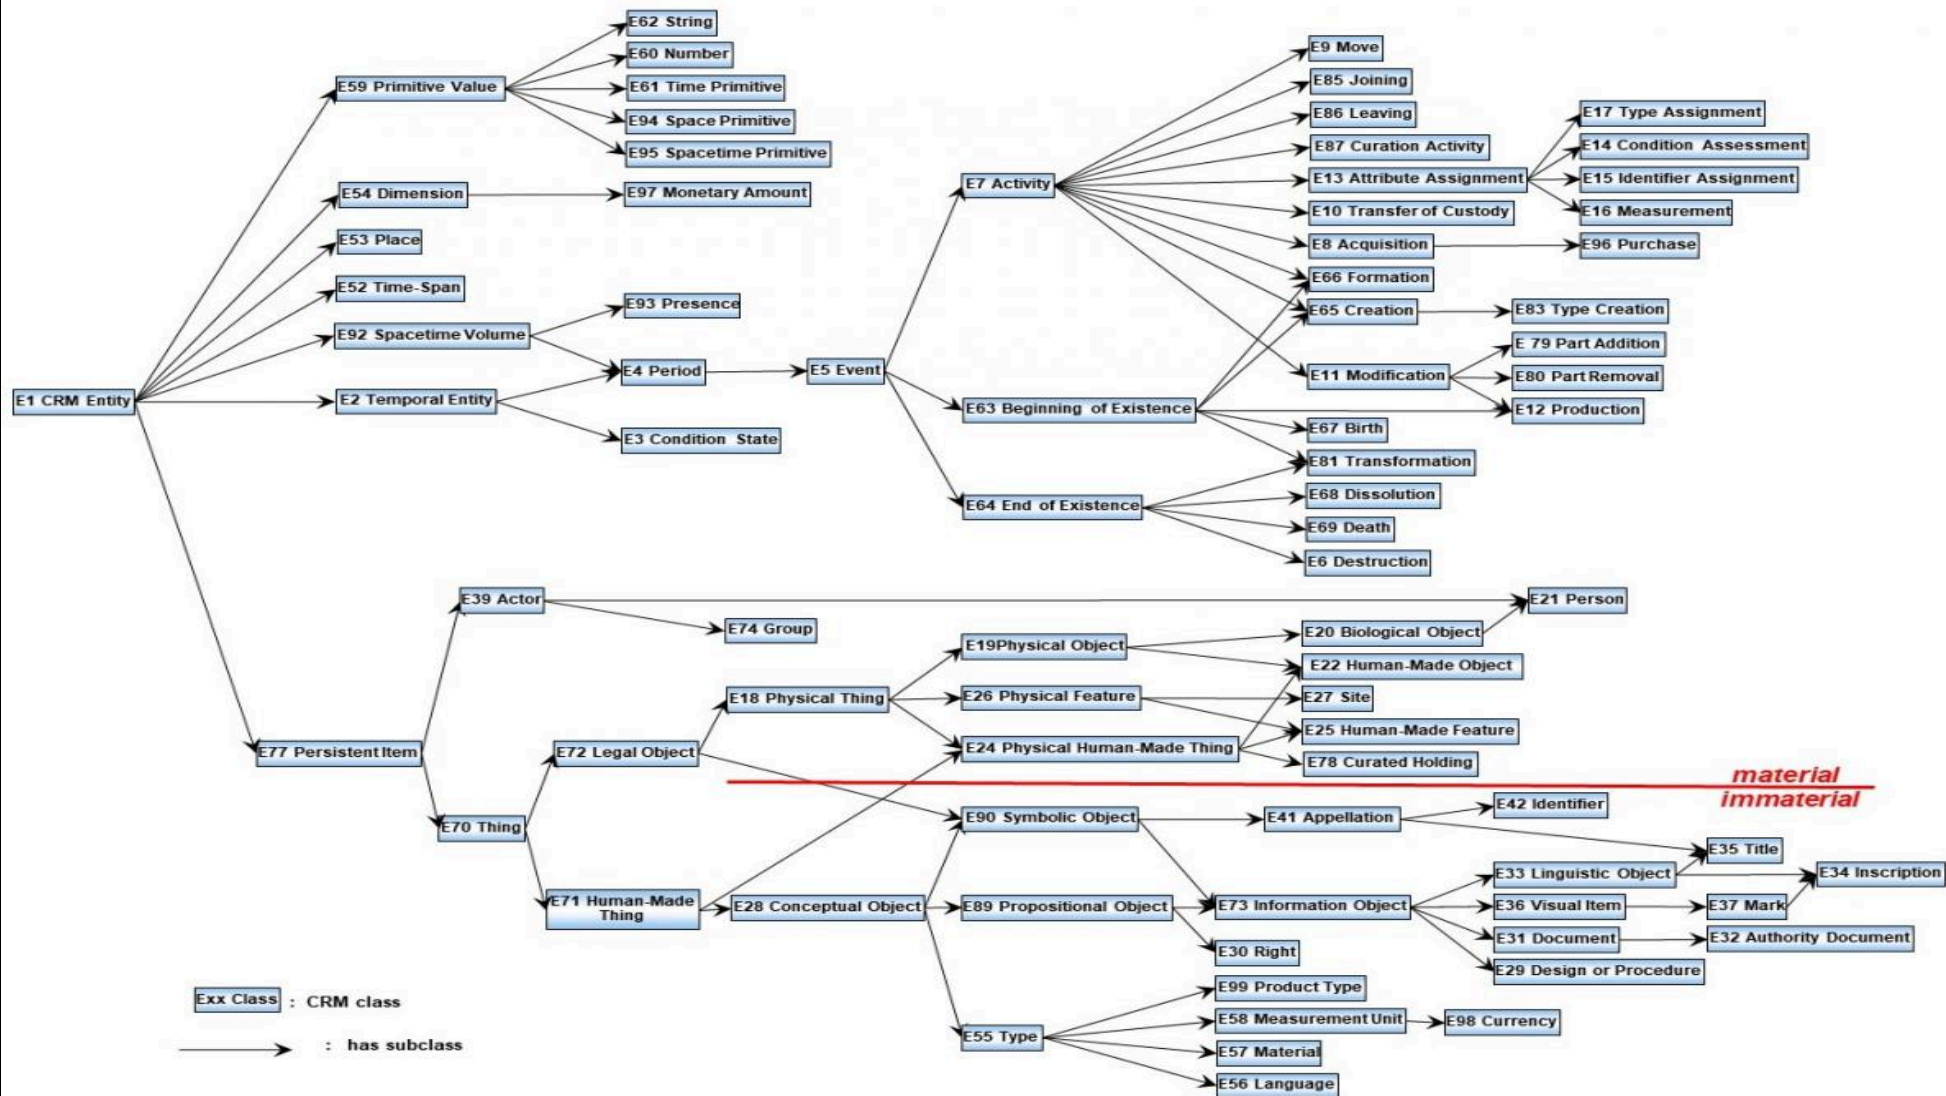 E62 String
E60 Number
E59 Primitive Value
E61 Time Primitive
E94 Space Primitive
E95 Spacetime Primitive
E54 Dimension
E97 Monetary Amount
E53 Place
E52 Time-Span
E93 Presence
E92 Spacetime Volume
E4 Period
E5 Event
E1 CRM Entity
E2 Temporal Entity
E3 Condition State
E9 Move
E85 Joining
E86 Leaving
E17 Type Assignment
E87 Curation Activity
E14 Condition Assessment
E7 Activity
E13 Attribute Assignment
E15 Identifier Assignment
E10 Transfer of Custody
E16 Measurement
E8 Acquisition
E96 Purchase
E66 Formation
E65 Creation
E83 Type Creation
E 79 Part Addition
E11 Modification
E80 Part Removal
E63 Beginning of Existence
E12 Production
E67 Birth
E81 Transformation
E68 Dissolution
E64 End of Existence
E69 Death
E6 Destruction
E39 Actor
E21 Person
E74 Group
E20 Biological Object
E19Physical Object
E22 Human-Made Object
E18 Physical Thing
E26 Physical Feature
E27 Site
E25 Human-Made Feature
E77 Persistent Item
E72 Legal Object
E24 Physical Human-Made Thing
E78 Curated Holding
material
immaterial
E42 Identifier
E90 Symbolic Object
E41 Appellation
E70 Thing
E35 Title
E33 Linguistic Object
E34 Inscription
E71 Human-Made
Thing
E28 Conceptual Object
E89 Propositional Object
E73 Information Object
E36 Visual Item
E37 Mark
E31 Document
E32 Authority Document
E30 Right
E29 Design or Procedure
E99 Product Type
E58 Measurement Unit
E98 Currency
E55 Type
E57 Material
E56 Language
Exx Class : CRM class
: has subclass